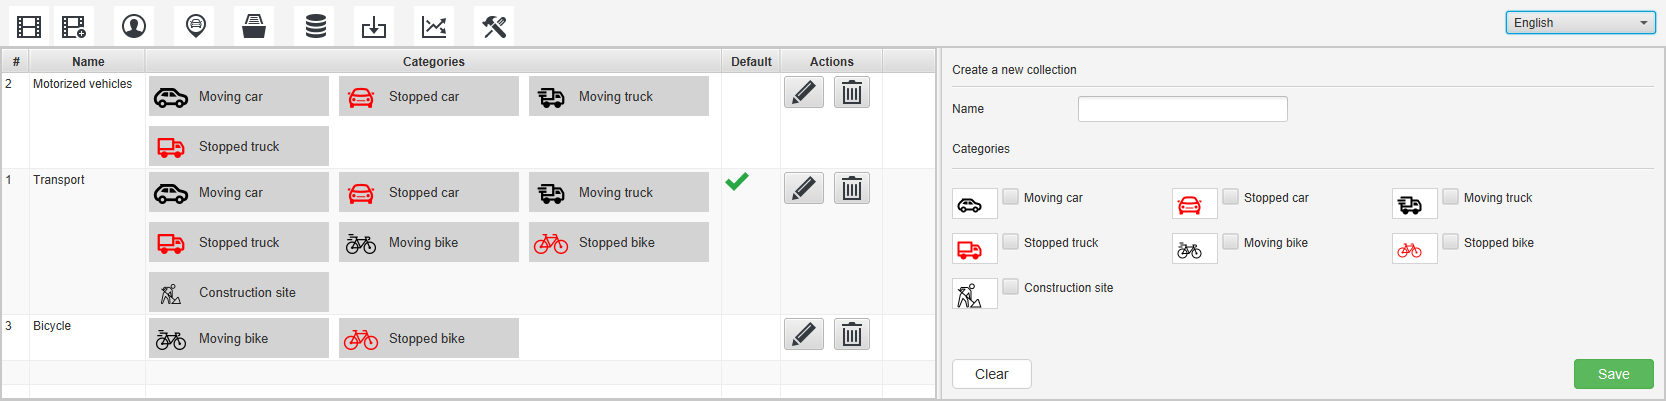 English
# Name Categories Default Actions
2 Motorized vehicles Moving car Stopped car Moving truck
Stopped truck
1 Transport Moving car Stopped car Moving truck
Stopped truck Moving bike Stopped bike
Construction site
3 Bicycle Moving bike Stopped bike
Create a new collection
Name
Categories
Moving car Stopped car Moving truck
Stopped truck Moving bike Stopped bike
Construction site
Clear Save